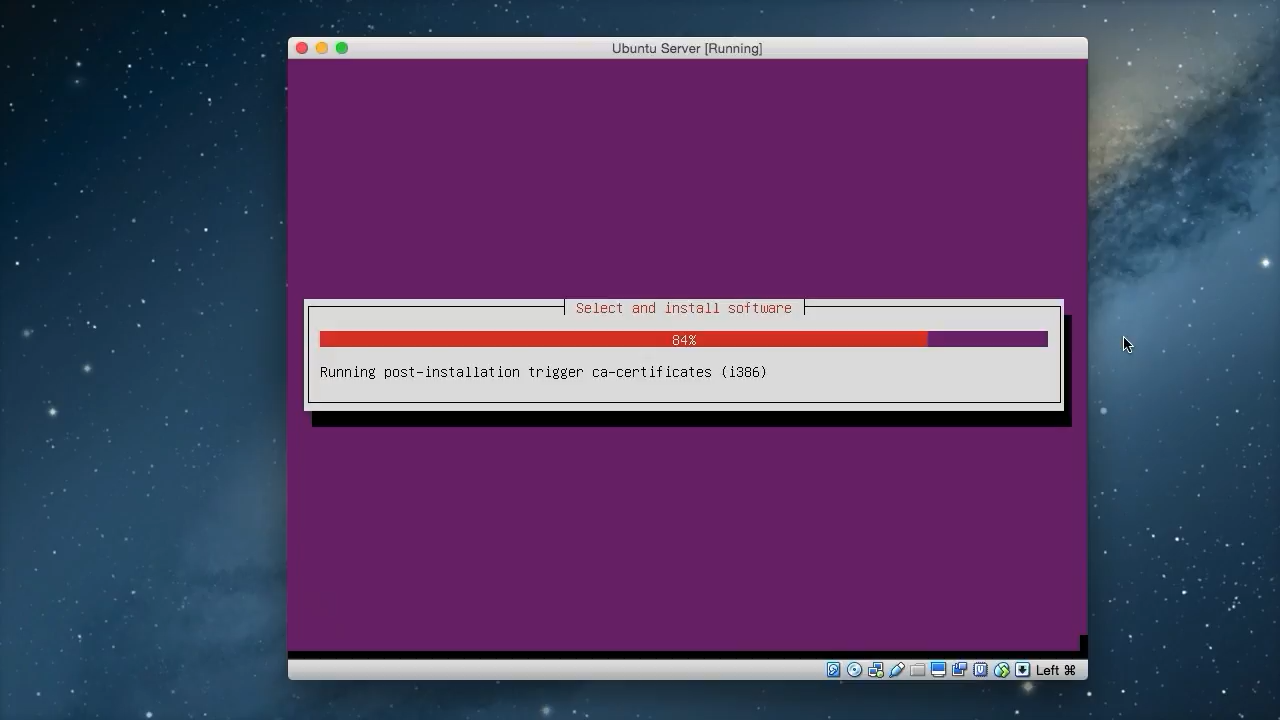 Ubuntu Server [Running]
Select and install software
84%
Running post-installation trigger ca-certificates (i386)
Left ⌘